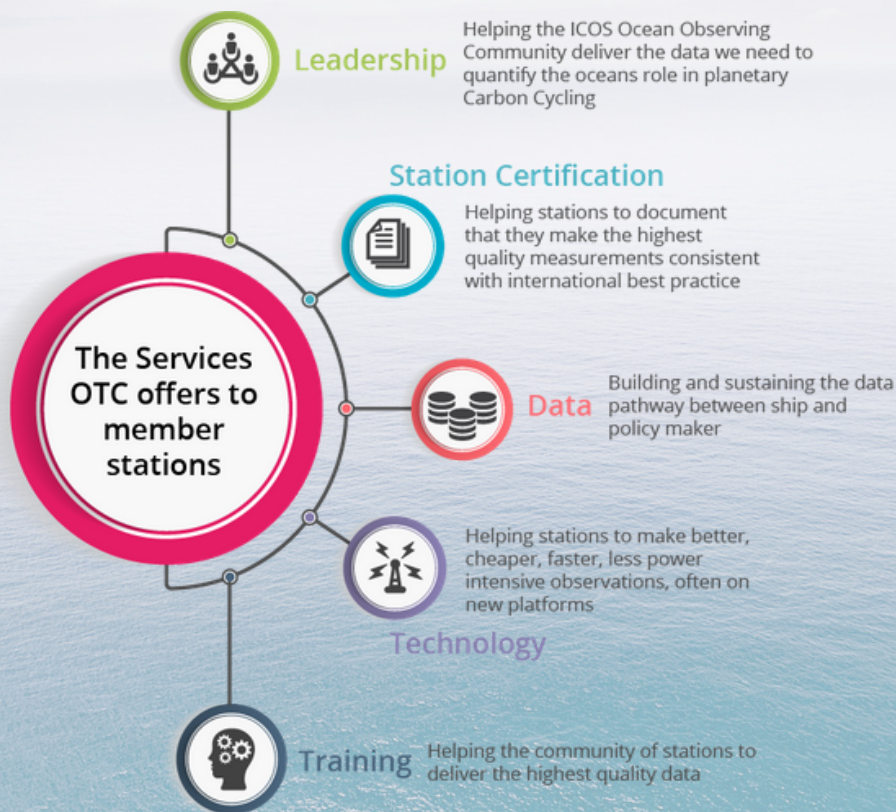 Leadership
Helping the ICOS Ocean Observing
Community deliver the data we need to
quantify the oceans role in planetary
Carbon Cycling
Station Certification
Helping stations to document
that they make the highest
quality measurements consistent
with international best practice
The Services
OTC offers to
member
stations
Data
Building and sustaining the data
pathway between ship and
policy maker
Helping stations to make better,
cheaper, faster, less power
intensive observations, often on
new platforms
Technology
Training
Helping the community of stations to
deliver the highest quality data